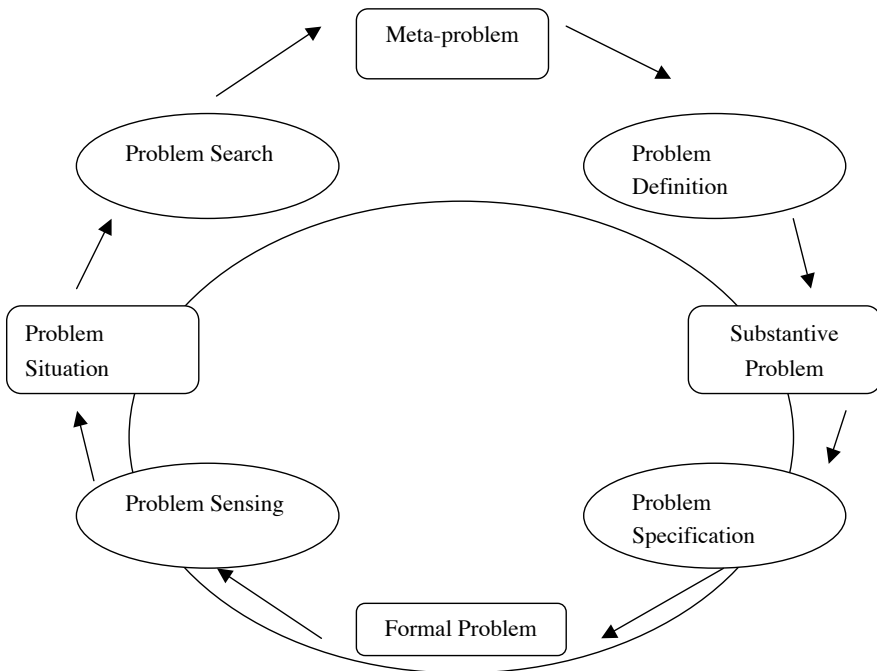 Meta-problem
Problem Search
Problem
Definition
Problem
Situation
Substantive
Problem
Problem Sensing
Problem
Specification
Formal Problem